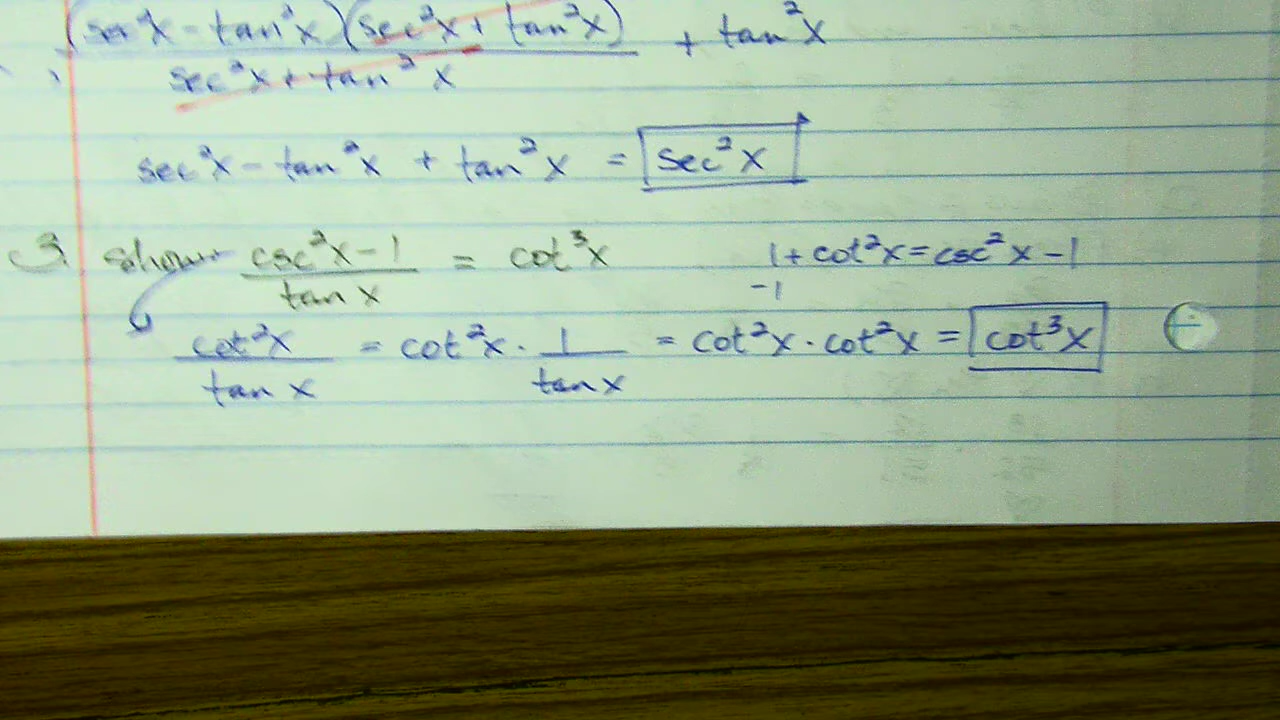 (sec²x - tan²x)(sec²x + tan²x) + tan²x
sec²x + tan²x
sec²x - tan²x + tan²x = sec²x
3. show csc²x - 1 = cot³x
tan x
1 + cot²x = csc²x - 1
-1
cot²x = cot²x · 1 = cot²x · cot²x = cot³x
tan x tan x